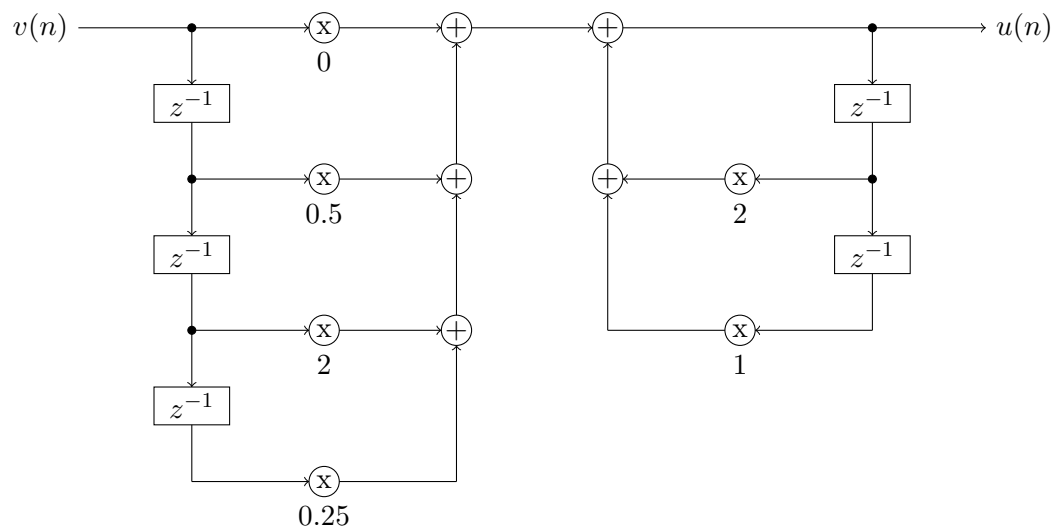 v(n) x + + u(n)
0
z⁻¹ z⁻¹
x + + x
0.5 2
z⁻¹ z⁻¹
x + x
2 1
z⁻¹
x
0.25